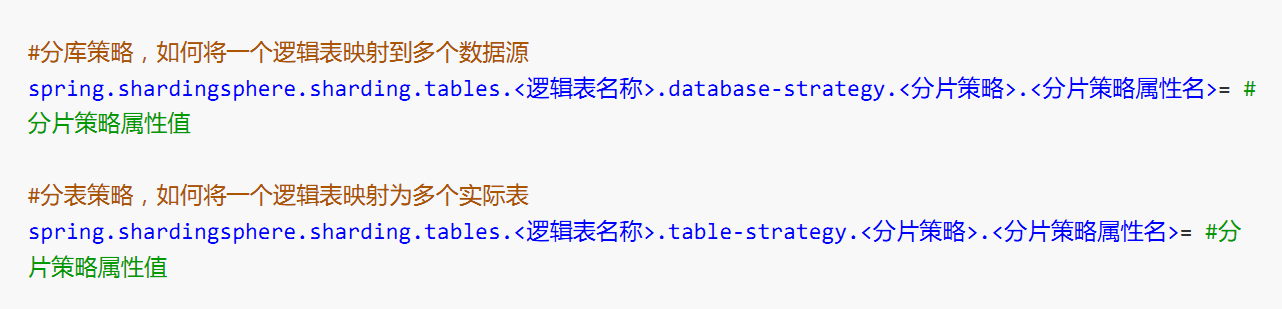 #分库策略，如何将一个逻辑表映射到多个数据源
spring.shardingsphere.sharding.tables.<逻辑表名称>.database-strategy.<分片策略>.<分片策略属性名>= #
分片策略属性值
#分表策略，如何将一个逻辑表映射为多个实际表
spring.shardingsphere.sharding.tables.<逻辑表名称>.table-strategy.<分片策略>.<分片策略属性名>= #分
片策略属性值